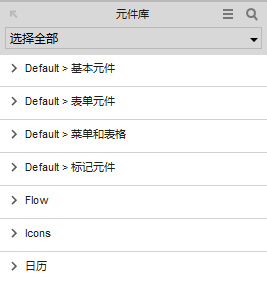 元件库
选择全部
Default > 基本元件
Default > 表单元件
Default > 菜单和表格
Default > 标记元件
Flow
Icons
日历